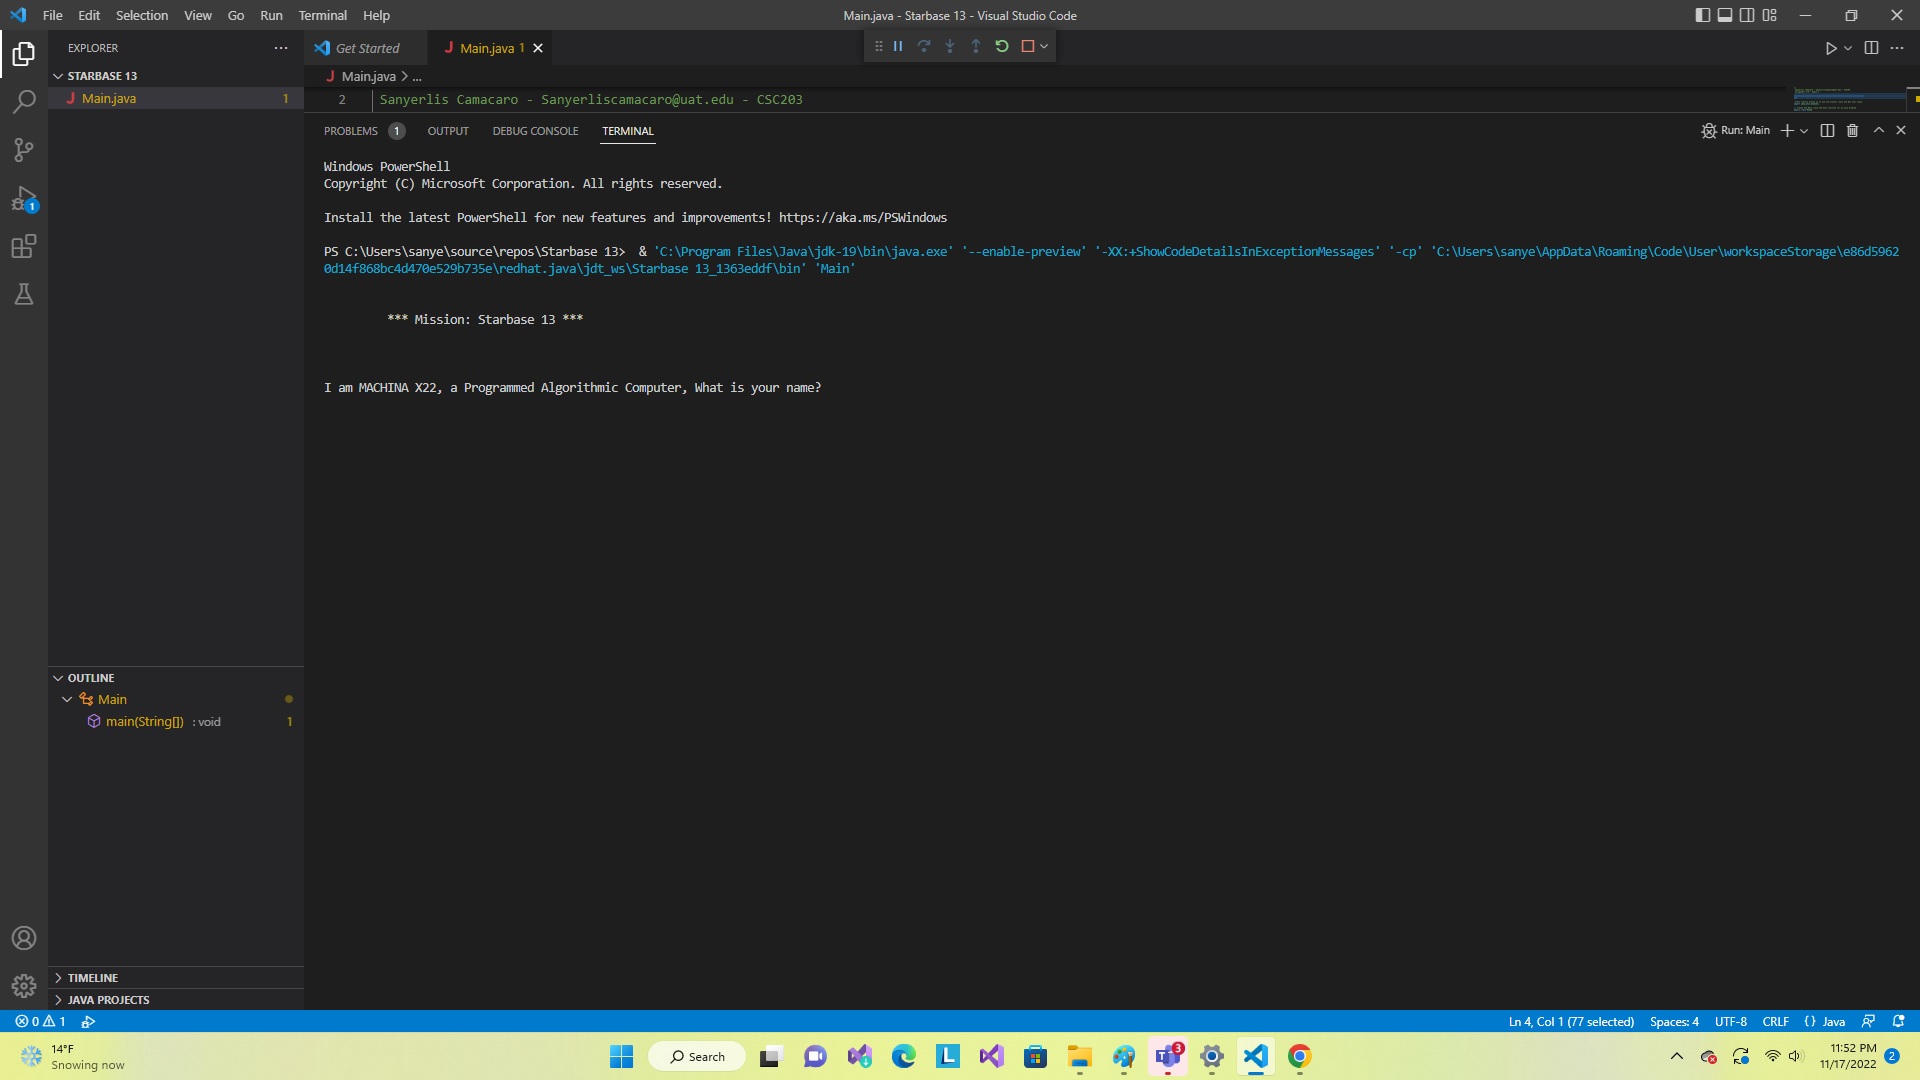 File Edit Selection View Go Run Terminal Help
Main.java - Starbase 13 - Visual Studio Code
EXPLORER
Get Started
Main.java 1
STARBASE 13
Main.java > ...
Main.java 1
2 Sanyerlis Camacaro - Sanyerliscamacaro@uat.edu - CSC203
PROBLEMS 1 OUTPUT DEBUG CONSOLE TERMINAL
Run: Main
Windows PowerShell
Copyright (C) Microsoft Corporation. All rights reserved.
Install the latest PowerShell for new features and improvements! https://aka.ms/PSWindows
PS C:\Users\sanye\source\repos\Starbase 13> & 'C:\Program Files\Java\jdk-19\bin\java.exe' '--enable-preview' '-XX:+ShowCodeDetailsInExceptionMessages' '-cp' 'C:\Users\sanye\AppData\Roaming\Code\User\workspaceStorage\e86d5962
0d14f868bc4d470e529b735e\redhat.java\jdt_ws\Starbase 13_1363eddf\bin' 'Main'
*** Mission: Starbase 13 ***
I am MACHINA X22, a Programmed Algorithmic Computer, What is your name?
OUTLINE
Main
main(String[]) : void 1
TIMELINE
JAVA PROJECTS
0 1
Ln 4, Col 1 (77 selected) Spaces: 4 UTF-8 CRLF {} Java
14°F
Snowing now
Search
3
11:52 PM
11/17/2022
2
1